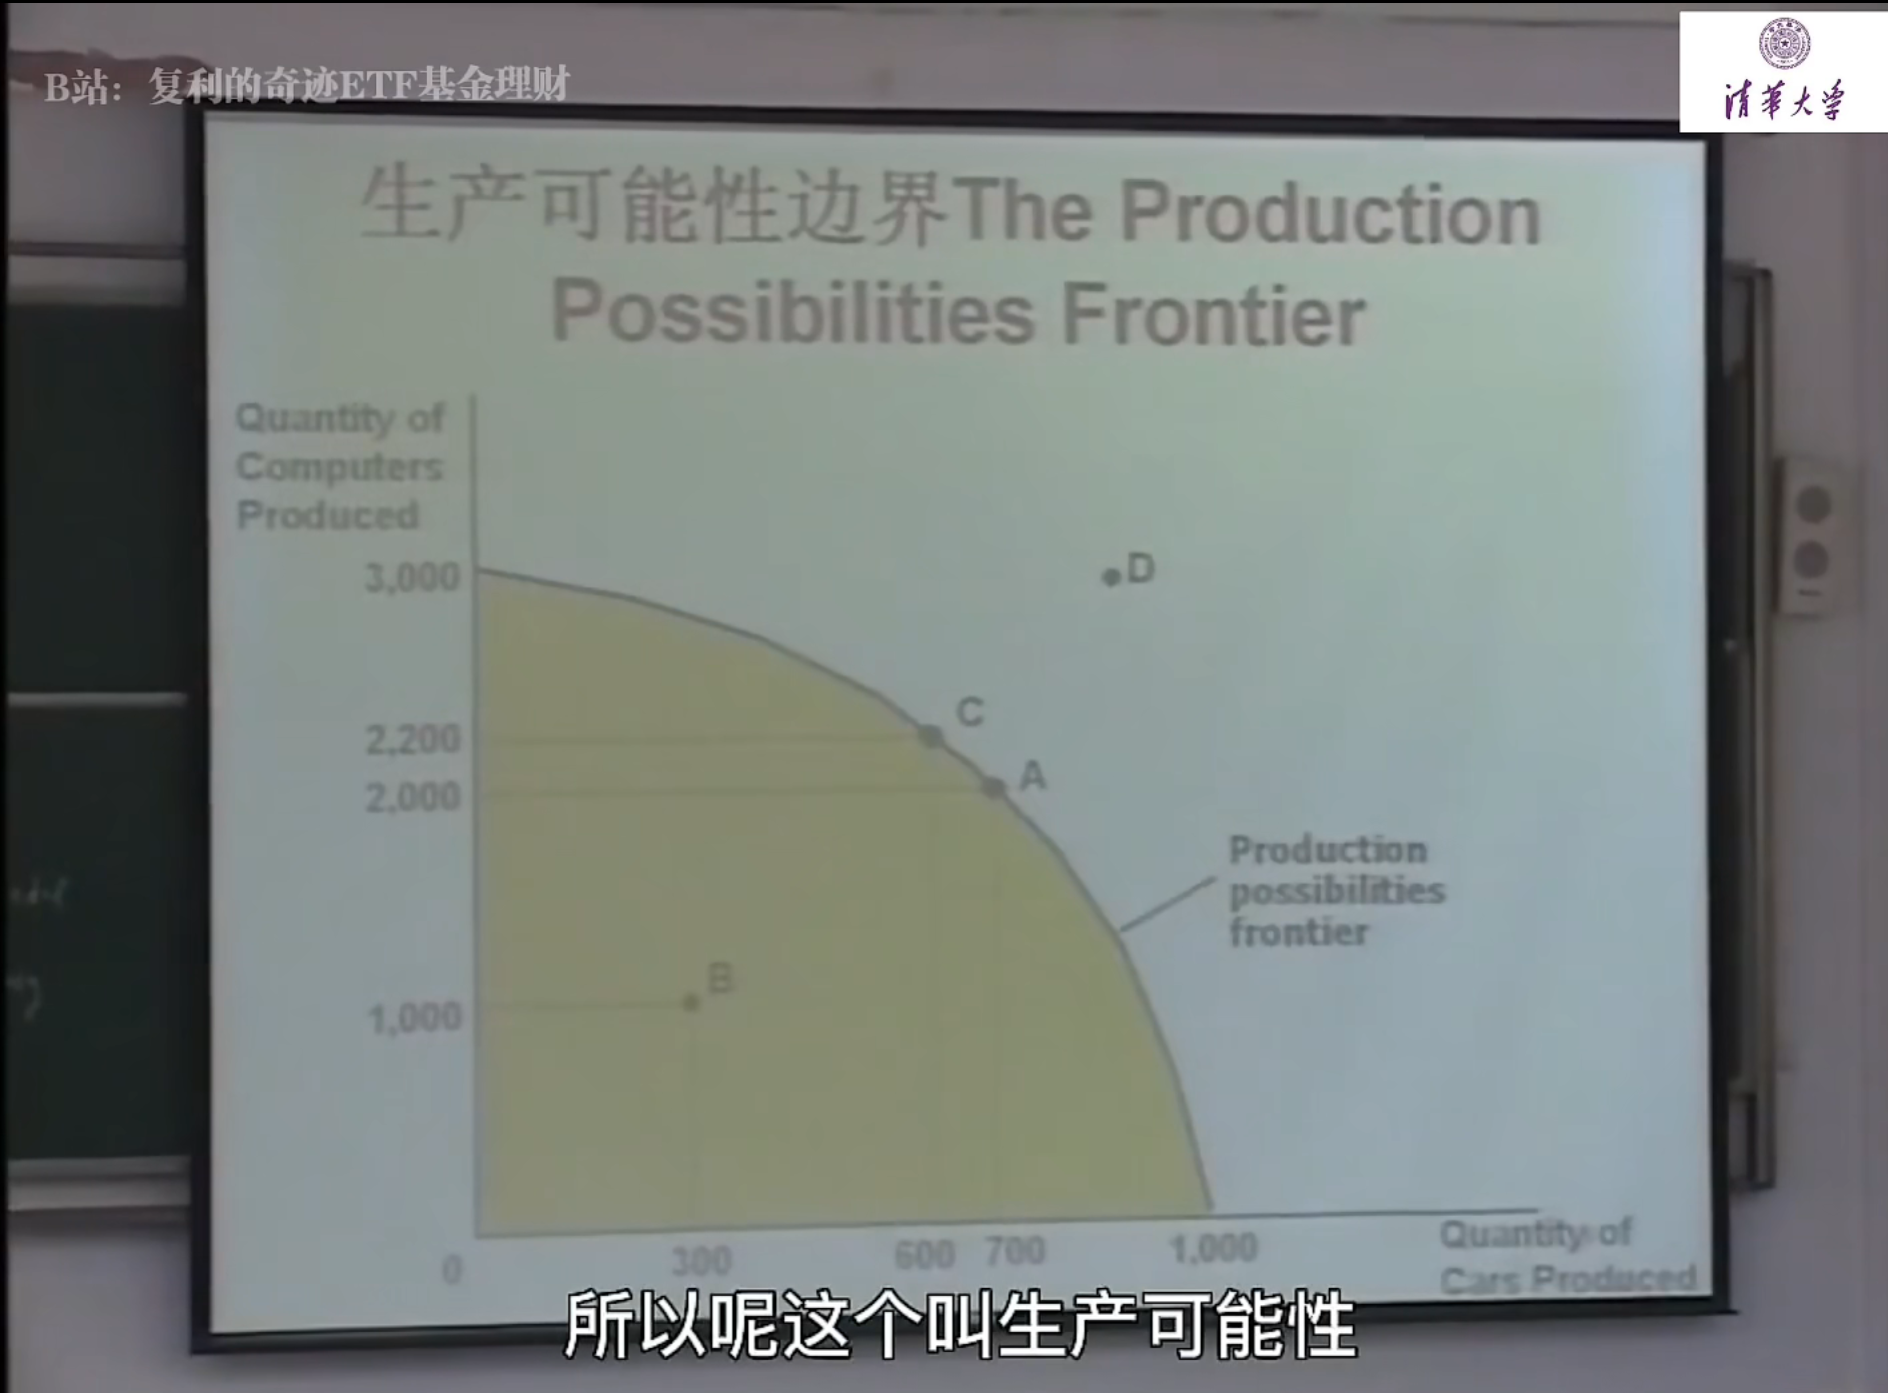 B站：复利的奇迹ETF基金理财
清华大学
生产可能性边界The Production
Possibilities Frontier
Quantity of
Computers
Produced
3,000
D
C
2,200
A
2,000
Production
possibilities
frontier
B
1,000
0
300
600
700
1,000
Quantity of
Cars Produced
所以呢这个叫生产可能性